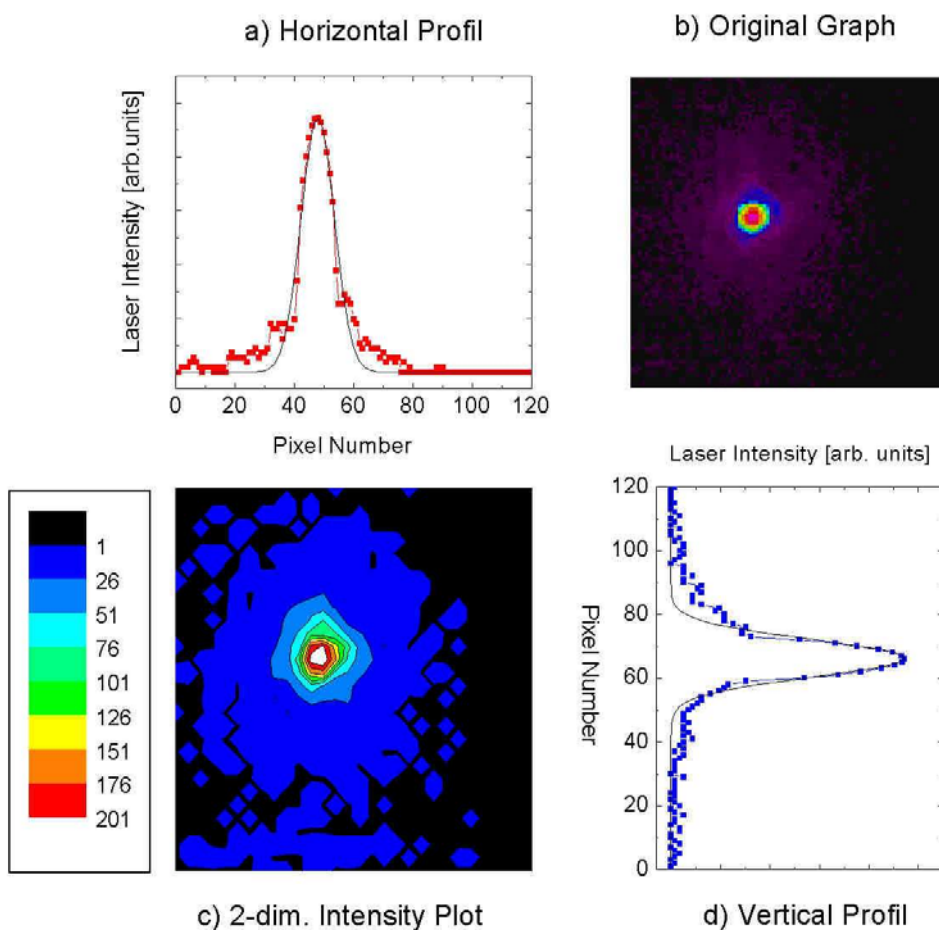 a) Horizontal Profil
b) Original Graph
Laser Intensity [arb.units]
0 20 40 60 80 100 120
Pixel Number
1
26
51
76
101
126
151
176
201
c) 2-dim. Intensity Plot
Laser Intensity [arb. units]
120
100
80
60
40
20
0
Pixel Number
d) Vertical Profil